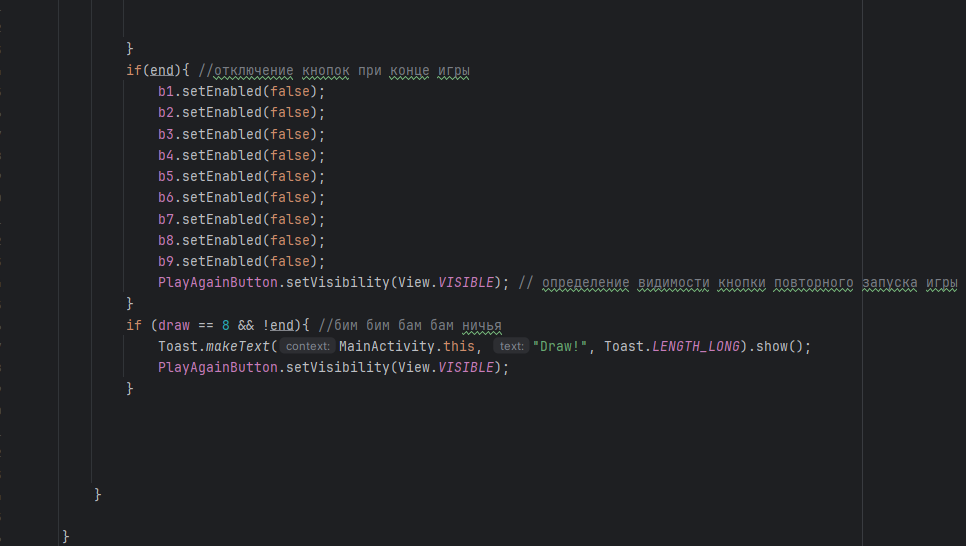 }
if(end){ //отключение кнопок при конце игры
b1.setEnabled(false);
b2.setEnabled(false);
b3.setEnabled(false);
b4.setEnabled(false);
b5.setEnabled(false);
b6.setEnabled(false);
b7.setEnabled(false);
b8.setEnabled(false);
b9.setEnabled(false);
PlayAgainButton.setVisibility(View.VISIBLE); // определение видимости кнопки повторного запуска игры
}
if (draw == 8 && !end){ //бим бим бам бам ничья
Toast.makeText( context: MainActivity.this, text: "Draw!", Toast.LENGTH_LONG).show();
PlayAgainButton.setVisibility(View.VISIBLE);
}
}
}